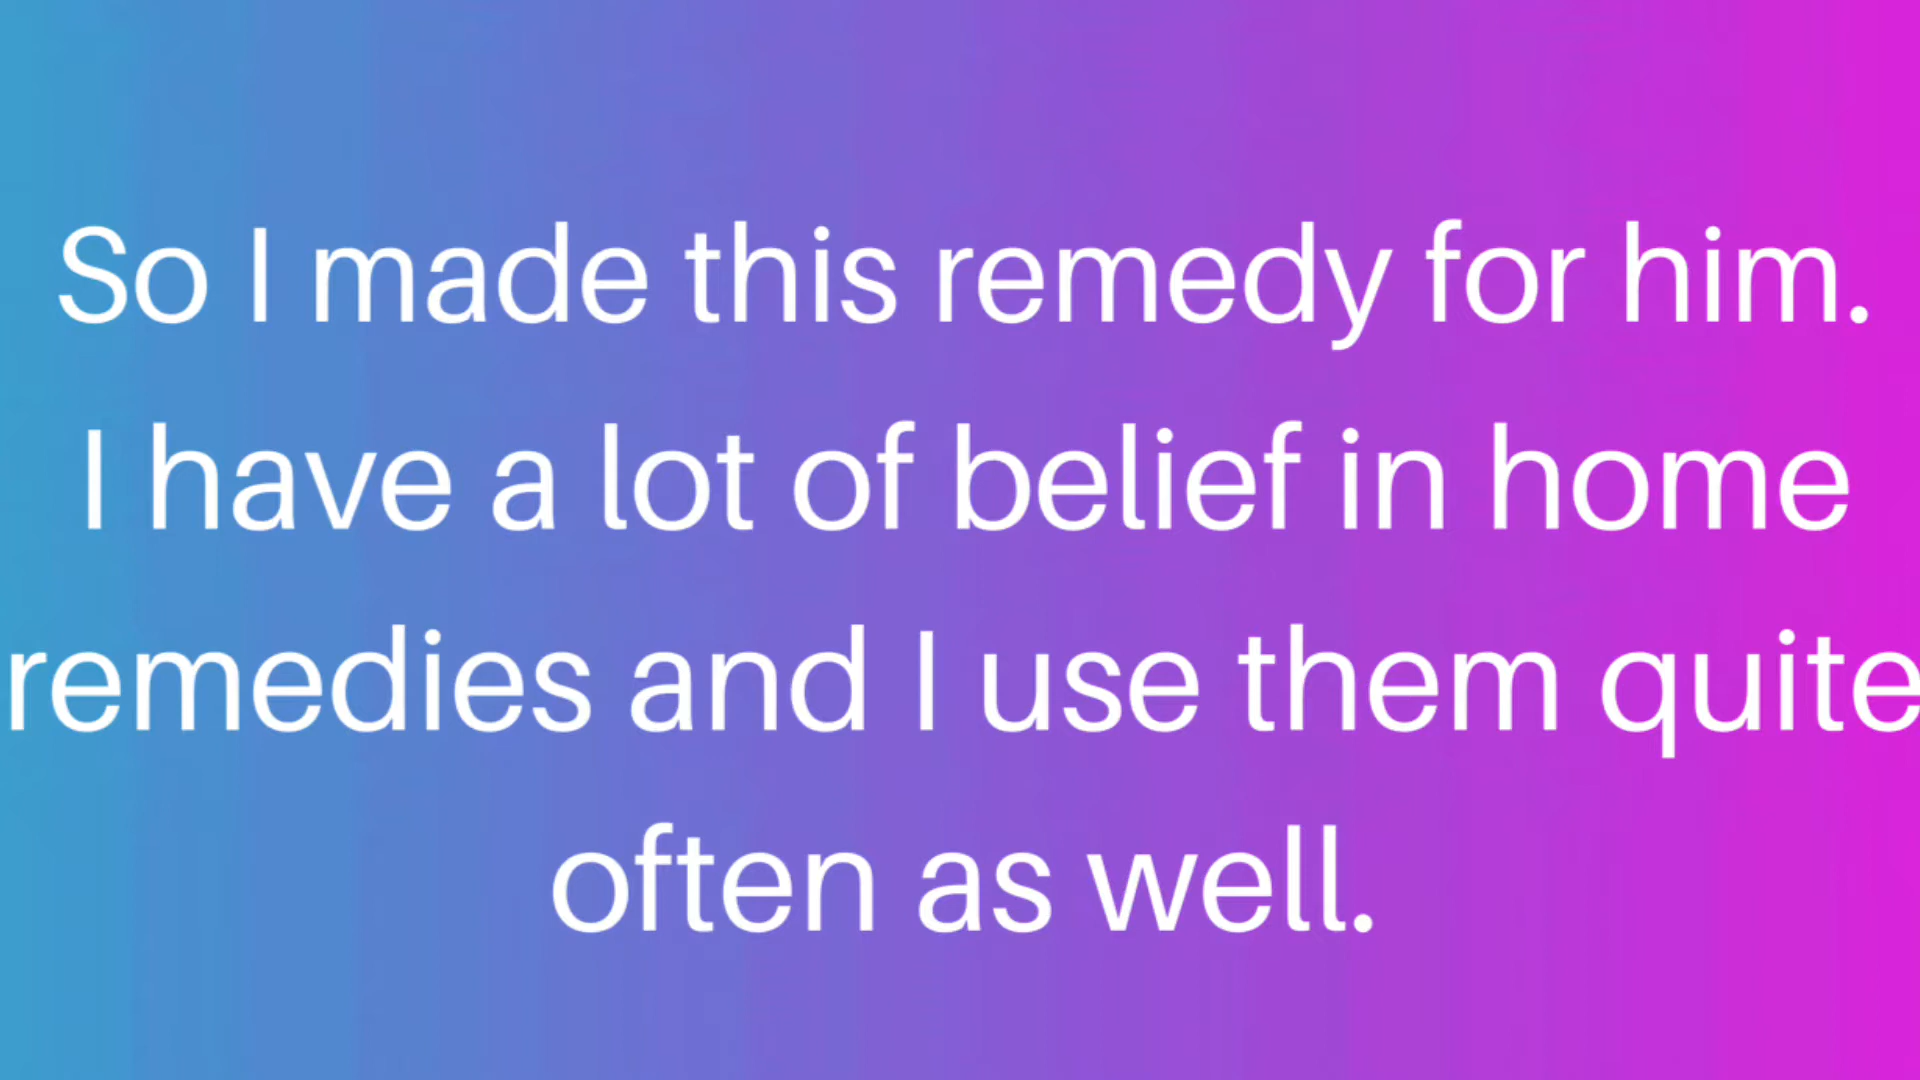 So I made this remedy for him.
I have a lot of belief in home
remedies and I use them quite
often as well.